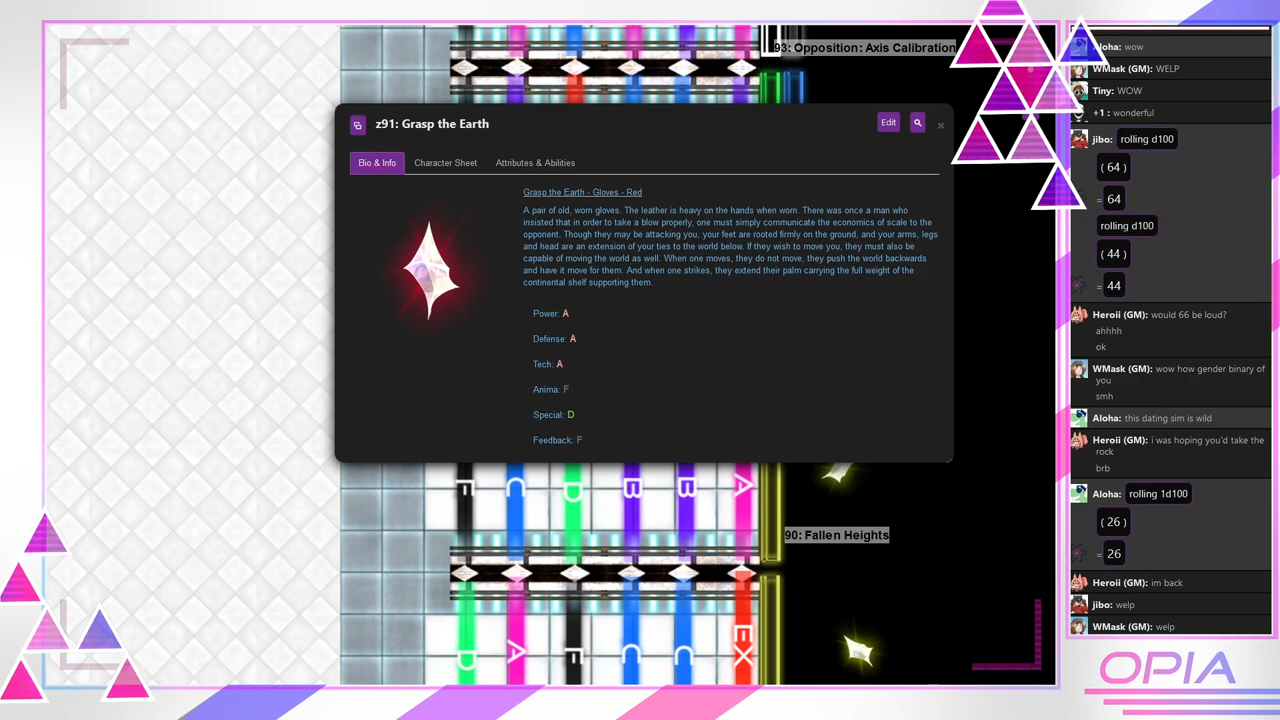 93: Opposition: Axis Calibration
z91: Grasp the Earth
Edit
Bio & Info
Character Sheet
Attributes & Abilities
Grasp the Earth - Gloves - Red
A pair of old, worn gloves. The leather is heavy on the hands when worn. There was once a man who
insisted that in order to take a blow properly, one must simply communicate the economics of scale to the
opponent. Though they may be attacking you, your feet are rooted firmly on the ground, and your arms, legs
and head are an extension of your ties to the world below. If they wish to move you, they must also be
capable of moving the world as well. When one moves, they do not move, they push the world backwards
and have it move for them. And when one strikes, they extend their palm carrying the full weight of the
continental shelf supporting them.
Power: A
Defense: A
Tech: A
Anima: F
Special: D
Feedback: F
F C D B B A
90: Fallen Heights
D A F C C EX
Aloha: wow
WMask (GM): WELP
Tiny: WOW
+1 : wonderful
jibo: rolling d100
( 64 )
= 64
rolling d100
( 44 )
= 44
Heroii (GM): would 66 be loud?
ahhhh
ok
WMask (GM): wow how gender binary of
you
smh
Aloha: this dating sim is wild
Heroii (GM): i was hoping you'd take the
rock
brb
Aloha: rolling 1d100
( 26 )
= 26
Heroii (GM): im back
jibo: welp
WMask (GM): welp
OPIA